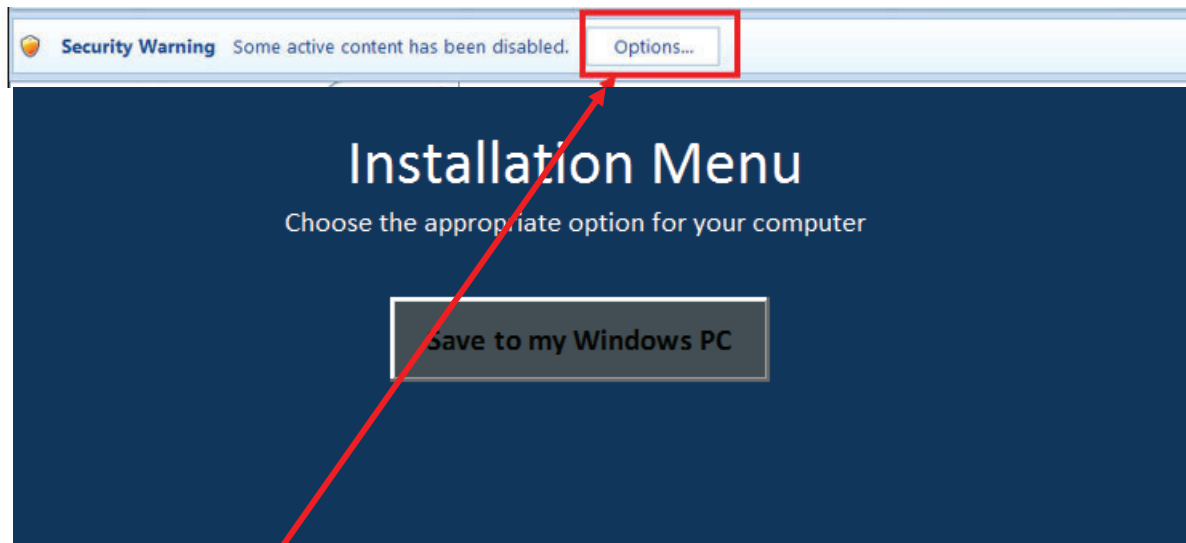 Security Warning Some active content has been disabled. Options...
Installation Menu
Choose the appropriate option for your computer
Save to my Windows PC